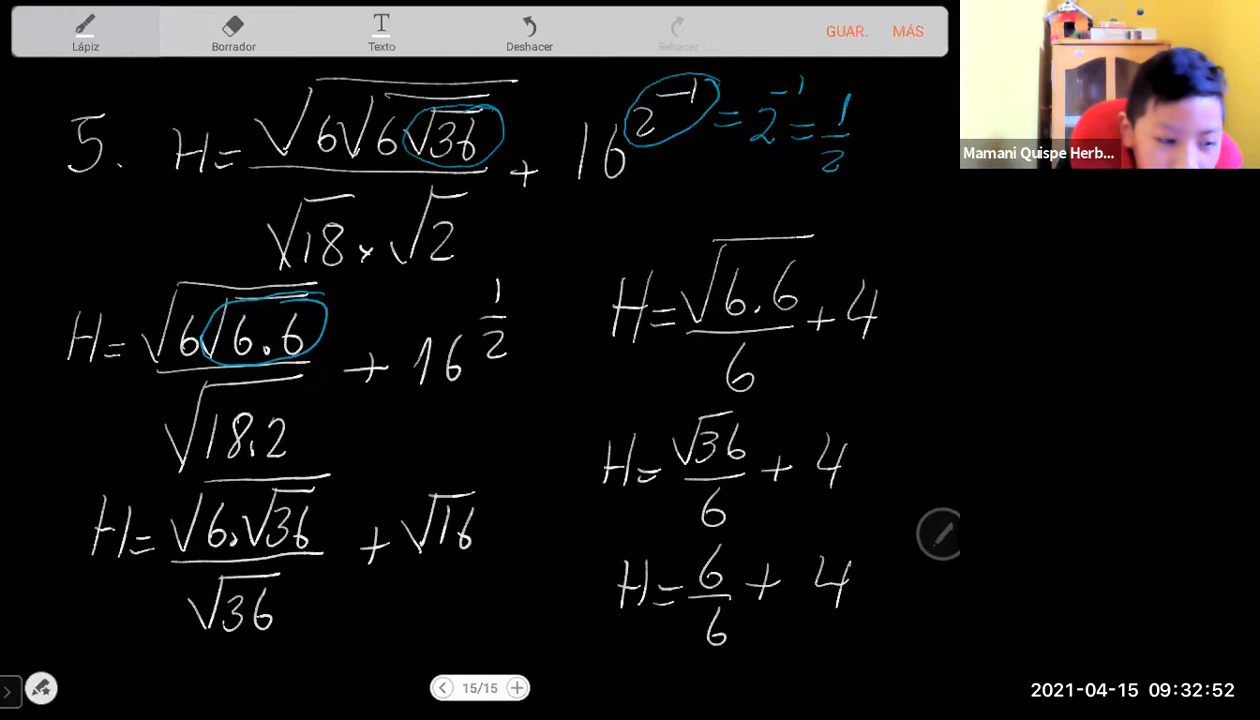 Lápiz Borrador Texto Deshacer Rehacer GUAR. MÁS
5. H = √(6√(6√36)) / (√18 × √2) + 16^(2^-1) = 2^-1 = 1/2
H = √(6√(6.6)) / √(18.2) + 16^(1/2)
H = √(6.√36) / √36 + √16
H = √(6.6) / 6 + 4
H = √36 / 6 + 4
H = 6/6 + 4
Mamani Quispe Herb...
15/15
2021-04-15 09:32:52